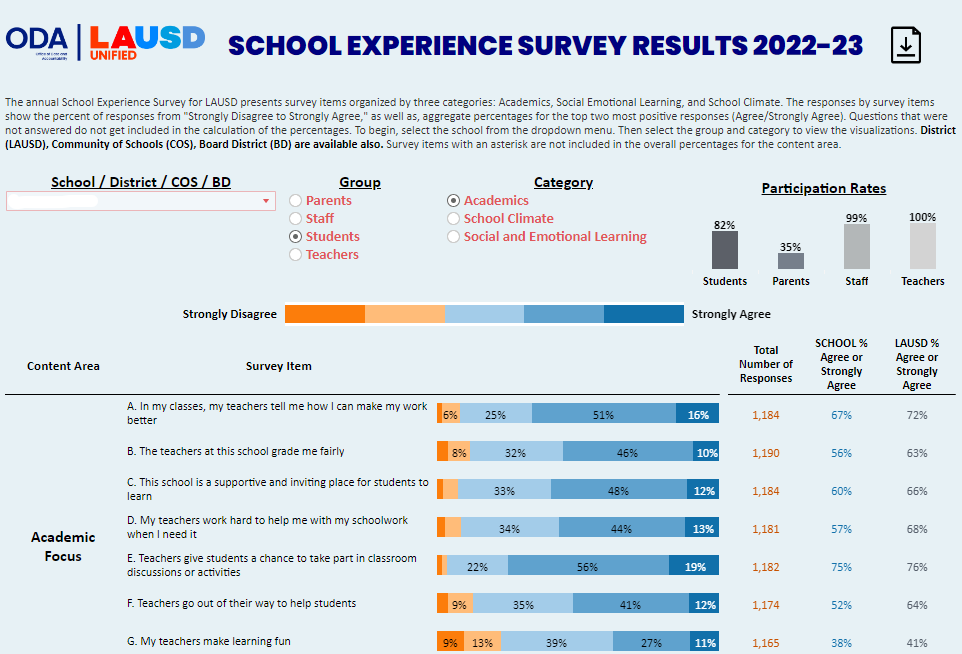 ODA
LAUSD
UNIFIED
SCHOOL EXPERIENCE SURVEY RESULTS 2022-23
The annual School Experience Survey for LAUSD presents survey items organized by three categories: Academics, Social Emotional Learning, and School Climate. The responses by survey items
show the percent of responses from "Strongly Disagree to Strongly Agree," as well as, aggregate percentages for the top two most positive responses (Agree/Strongly Agree). Questions that were
not answered do not get included in the calculation of the percentages. To begin, select the school from the dropdown menu. Then select the group and category to view the visualizations. District
(LAUSD), Community of Schools (COS), Board District (BD) are available also. Survey items with an asterisk are not included in the overall percentages for the content area.
School / District / COS / BD
Group
Parents
Staff
Students
Teachers
Category
Academics
School Climate
Social and Emotional Learning
Participation Rates
82% 35% 99% 100%
Students Parents Staff Teachers
Strongly Disagree Strongly Agree
Content Area
Survey Item
Total
Number of
Responses
SCHOOL %
Agree or
Strongly
Agree
LAUSD %
Agree or
Strongly
Agree
Academic
Focus
A. In my classes, my teachers tell me how I can make my work
better
6% 25% 51% 16% 1,184 67% 72%
B. The teachers at this school grade me fairly
8% 32% 46% 10% 1,190 56% 63%
C. This school is a supportive and inviting place for students to
learn
33% 48% 12% 1,184 60% 66%
D. My teachers work hard to help me with my schoolwork
when I need it
34% 44% 13% 1,181 57% 68%
E. Teachers give students a chance to take part in classroom
discussions or activities
22% 56% 19% 1,182 75% 76%
F. Teachers go out of their way to help students
9% 35% 41% 12% 1,174 52% 64%
G. My teachers make learning fun
9% 13% 39% 27% 11% 1,165 38% 41%